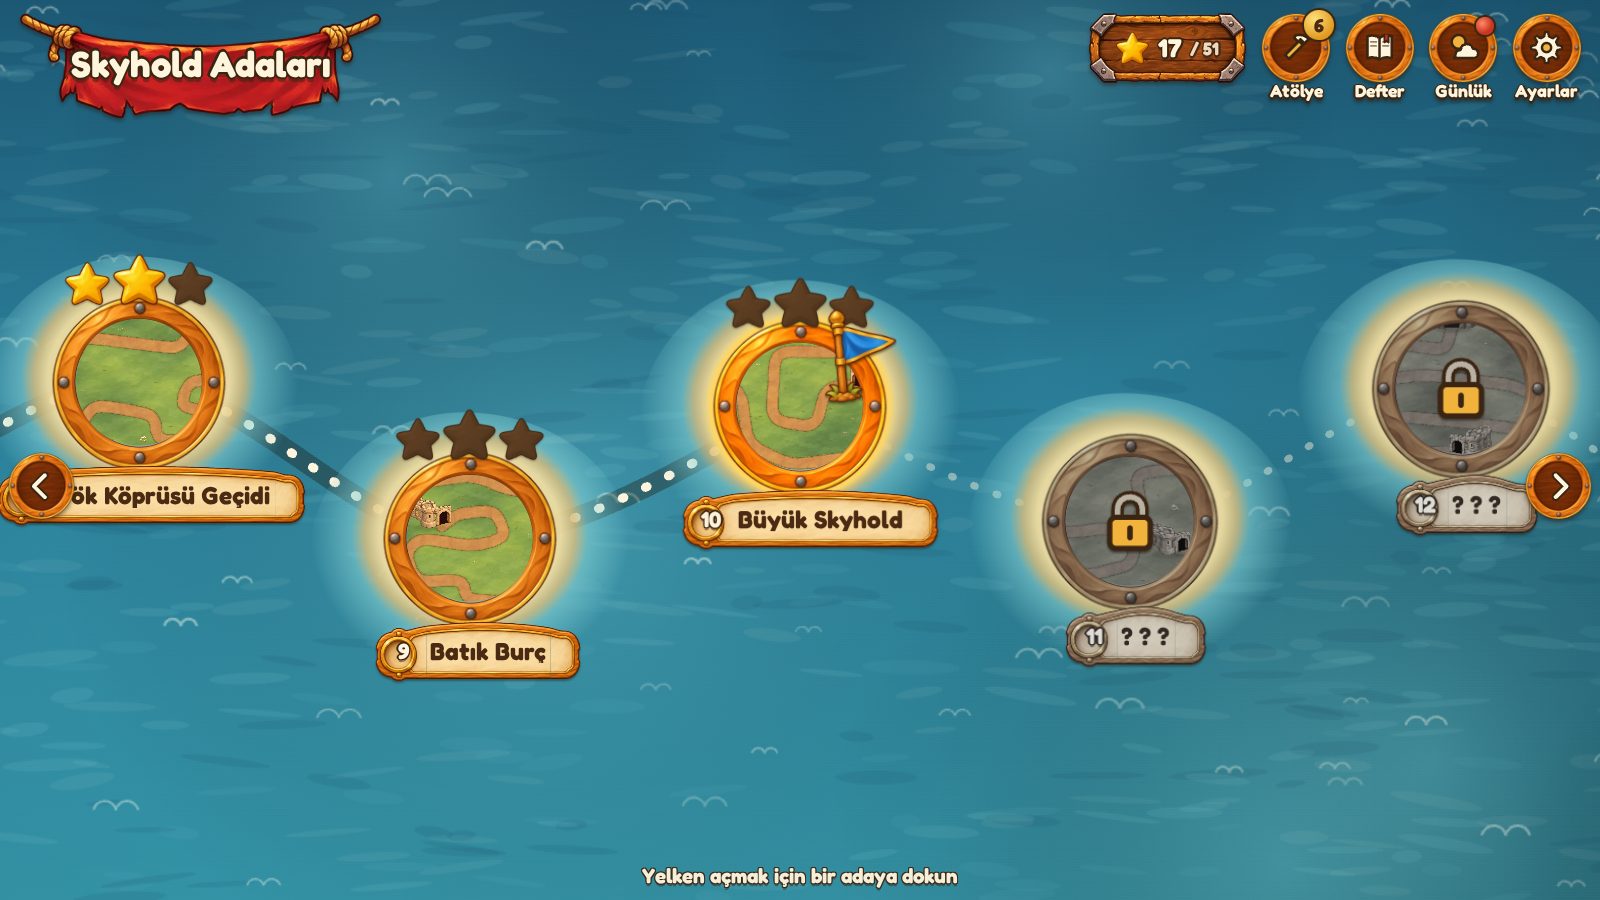 Skyhold Adaları
17 / 51
6
Atölye
Defter
Günlük
Ayarlar
Köprüsü Geçidi
9 Batık Burç
10 Büyük Skyhold
11 ???
12 ???
Yelken açmak için bir adaya dokun